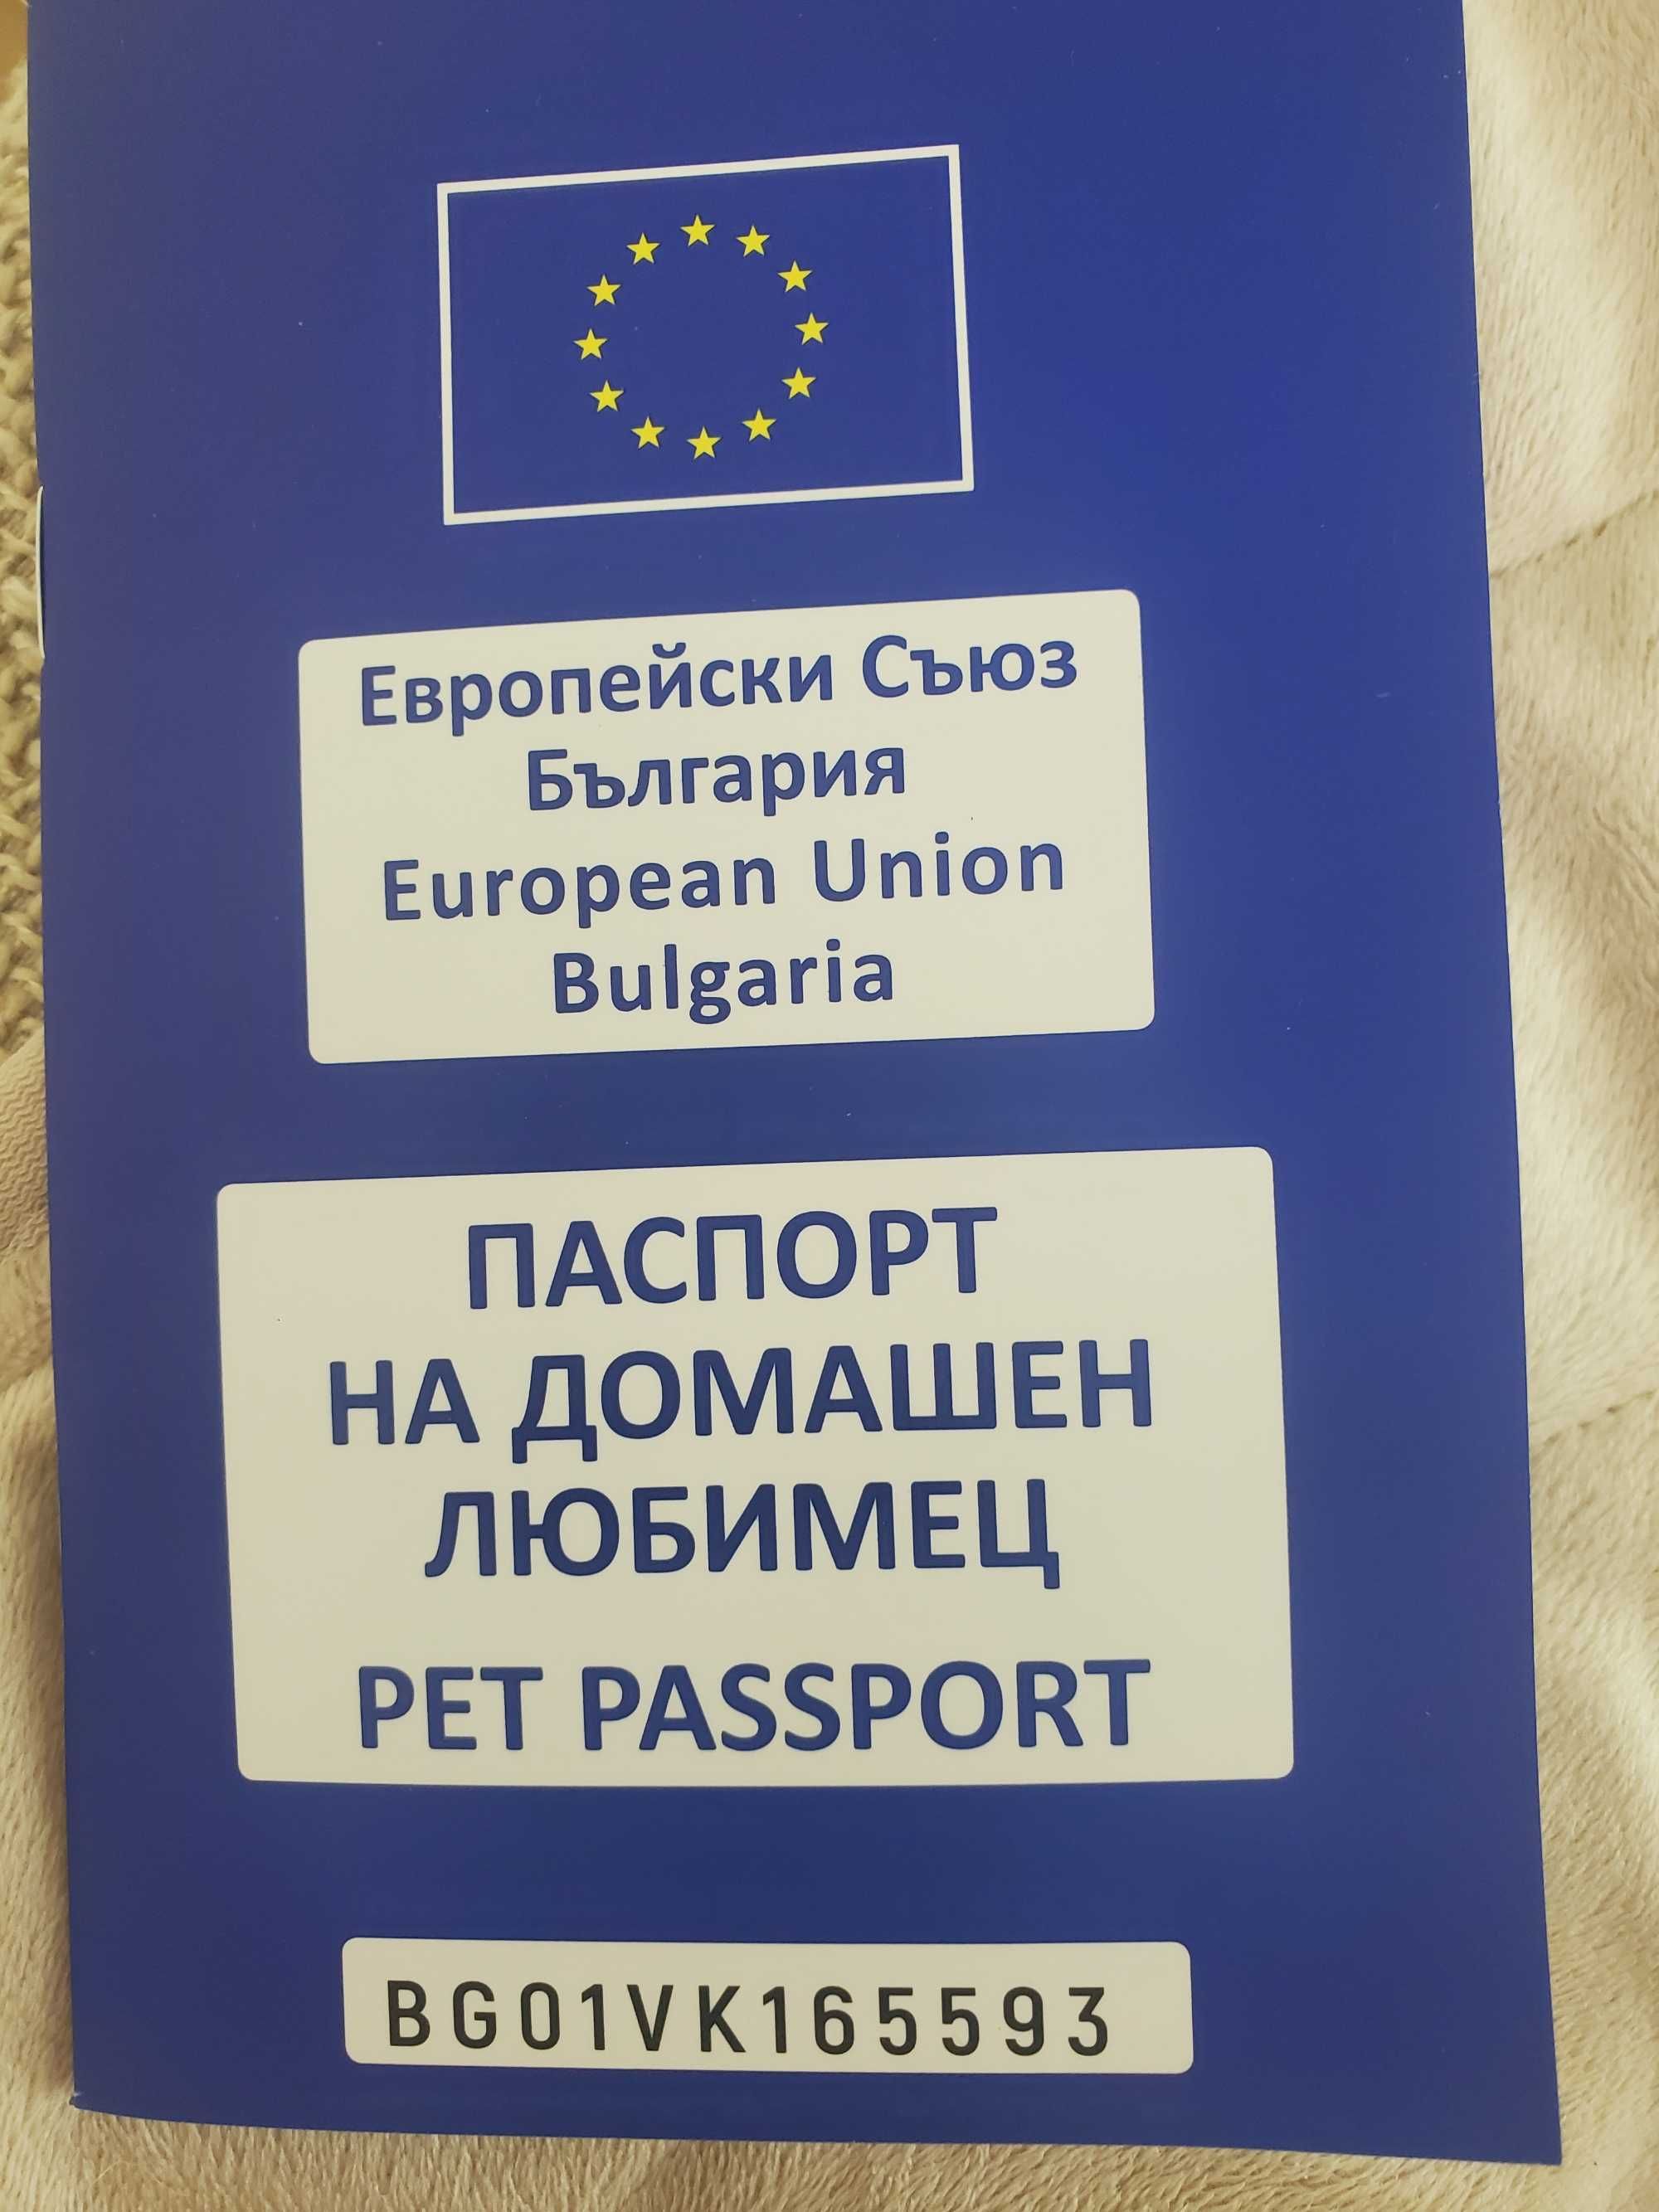 Европейски Съюз
България
European Union
Bulgaria
ПАСПОРТ
НА ДОМАШЕН
ЛЮБИМЕЦ
PET PASSPORT
BG01VK165593